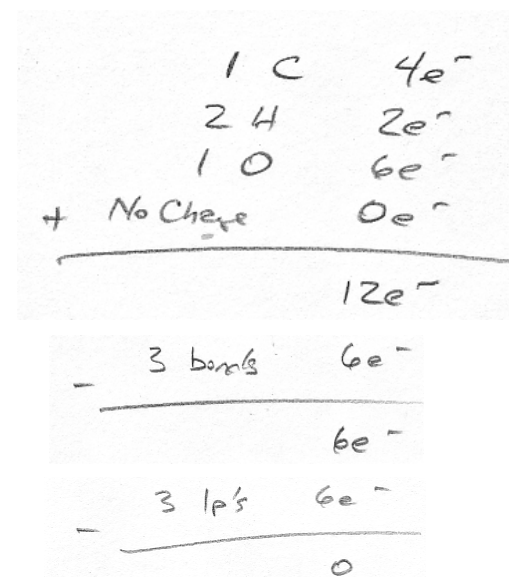 1 C 4e⁻
2 H 2e⁻
1 O 6e⁻
+ No Charge 0e⁻
12e⁻
- 3 bonds 6e⁻
6e⁻
- 3 lp's 6e⁻
0